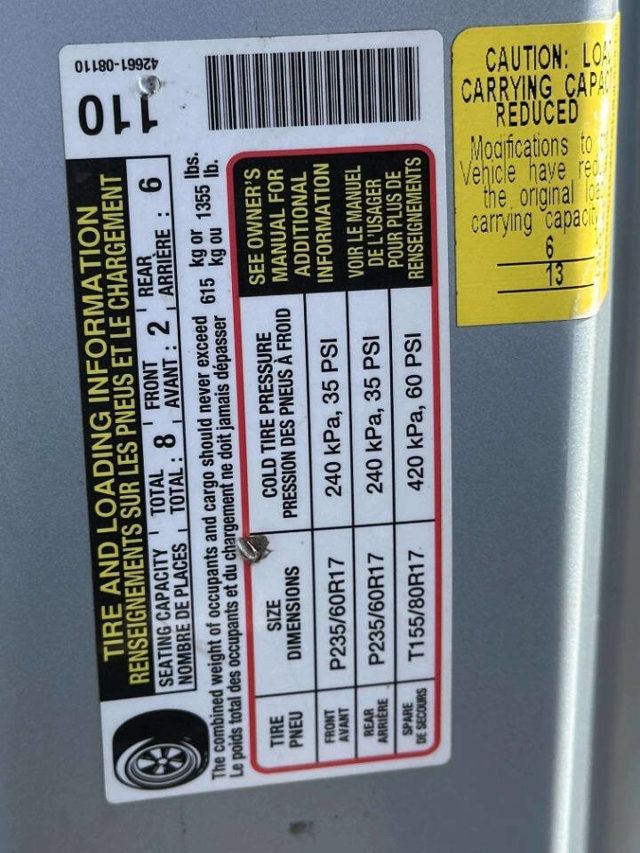 TIRE AND LOADING INFORMATION
RENSEIGNEMENTS SUR LES PNEUS ET LE CHARGEMENT
SEATING CAPACITY TOTAL FRONT REAR
NOMBRE DE PLACES TOTAL : 8 AVANT : 2 ARRIÈRE : 6
The combined weight of occupants and cargo should never exceed 615 kg or 1355 lbs.
Le poids total des occupants et du chargement ne doit jamais dépasser 615 kg ou 1355 lb.
TIRE SIZE COLD TIRE PRESSURE
PNEU DIMENSIONS PRESSION DES PNEUS À FROID
FRONT
AVANT P235/60R17 240 kPa, 35 PSI
REAR
ARRIÈRE P235/60R17 240 kPa, 35 PSI
SPARE
DE SECOURS T155/80R17 420 kPa, 60 PSI
SEE OWNER'S
MANUAL FOR
ADDITIONAL
INFORMATION
VOIR LE MANUEL
DE L'USAGER
POUR PLUS DE
RENSEIGNEMENTS
110
42661-08110
CAUTION:
CARRYING
REDUCED
Modifications to
Vehicle have
the original
carrying
6
13